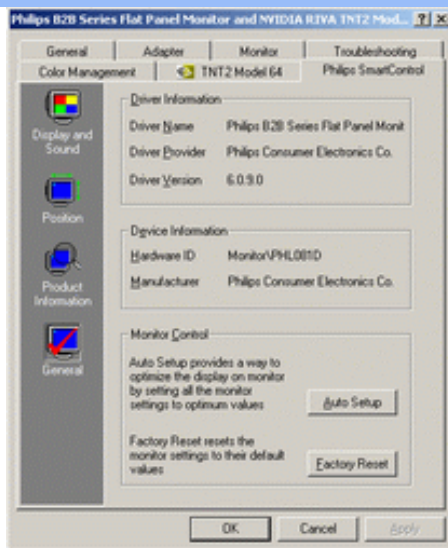 Philips B2B Series Flat Panel Monitor and NVIDIA RIVA TNT2 Mod... ? X
General Adapter Monitor Troubleshooting
Color Management TNT2 Model 64 Philips SmartControl
Display and
Sound
Position
Product
Information
General
Driver Information
Driver Name Philips B2B Series Flat Panel Monit
Driver Provider Philips Consumer Electronics Co.
Driver Version 6.0.9.0
Device Information
Hardware ID Monitor\PHL081D
Manufacturer Philips Consumer Electronics Co.
Monitor Control
Auto Setup provides a way to
optimize the display on monitor
by setting all the monitor
settings to optimum values
Auto Setup
Factory Reset resets the
monitor settings to their default
values
Factory Reset
OK Cancel Apply